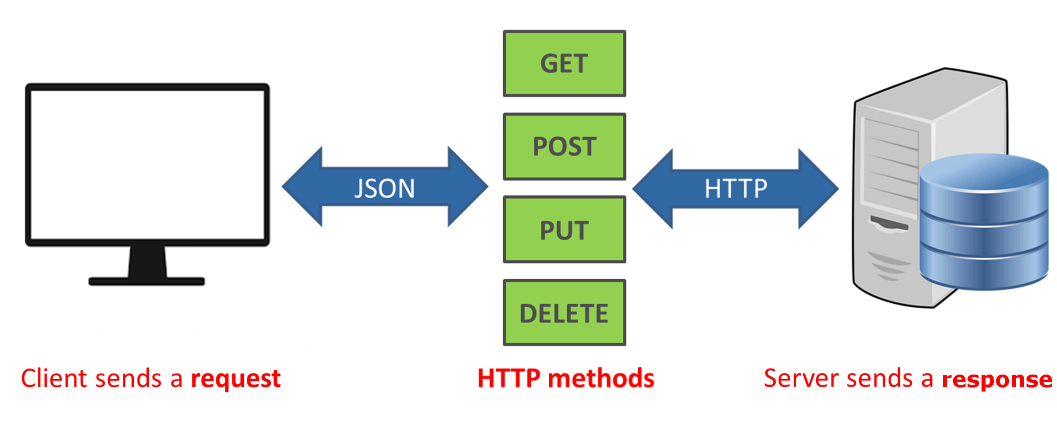 GET
POST
JSON
HTTP
PUT
DELETE
Client sends a request
HTTP methods
Server sends a response